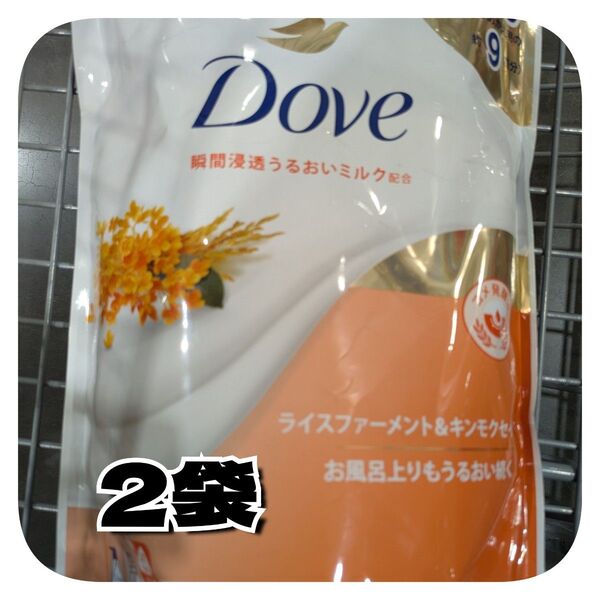 9
Dove
瞬間浸透うるおいミルク配合
ライスファーメント&キンモクセイ
お風呂上りもうるおい続く
2袋